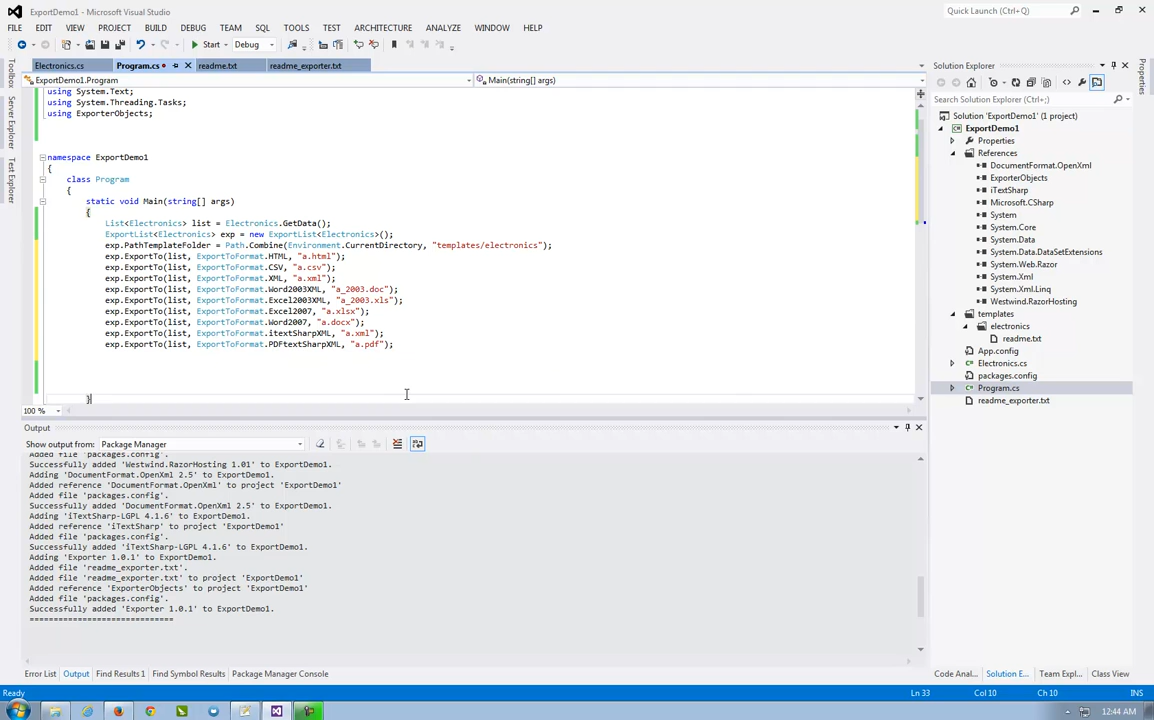 ExportDemo1 - Microsoft Visual Studio
Quick Launch (Ctrl+Q)
FILE EDIT VIEW PROJECT BUILD DEBUG TEAM SQL TOOLS TEST ARCHITECTURE ANALYZE WINDOW HELP
Start Debug
Electronics.cs Program.cs readme.txt readme_exporter.txt
ExportDemo1.Program Main(string[] args)
Toolbox
Server Explorer
Test Explorer
using System.Text;
using System.Threading.Tasks;
using ExporterObjects;
namespace ExportDemo1
{
class Program
{
static void Main(string[] args)
{
List<Electronics> list = Electronics.GetData();
ExportList<Electronics> exp = new ExportList<Electronics>();
exp.PathTemplateFolder = Path.Combine(Environment.CurrentDirectory, "templates/electronics");
exp.ExportTo(list, ExportToFormat.HTML, "a.html");
exp.ExportTo(list, ExportToFormat.CSV, "a.csv");
exp.ExportTo(list, ExportToFormat.XML, "a.xml");
exp.ExportTo(list, ExportToFormat.Word2003XML, "a_2003.doc");
exp.ExportTo(list, ExportToFormat.Excel2003XML, "a_2003.xls");
exp.ExportTo(list, ExportToFormat.Excel2007, "a.xlsx");
exp.ExportTo(list, ExportToFormat.Word2007, "a.docx");
exp.ExportTo(list, ExportToFormat.itextSharpXML, "a.xml");
exp.ExportTo(list, ExportToFormat.PDFtextSharpXML, "a.pdf");
}
100 %
Output
Show output from: Package Manager
Added file 'packages.config'.
Successfully added 'Westwind.RazorHosting 1.01' to ExportDemo1.
Adding 'DocumentFormat.OpenXml 2.5' to ExportDemo1.
Added reference 'DocumentFormat.OpenXml' to project 'ExportDemo1'
Added file 'packages.config'.
Successfully added 'DocumentFormat.OpenXml 2.5' to ExportDemo1.
Adding 'iTextSharp-LGPL 4.1.6' to ExportDemo1.
Added reference 'iTextSharp' to project 'ExportDemo1'
Added file 'packages.config'.
Successfully added 'iTextSharp-LGPL 4.1.6' to ExportDemo1.
Adding 'Exporter 1.0.1' to ExportDemo1.
Added file 'readme_exporter.txt'.
Added file 'readme_exporter.txt' to project 'ExportDemo1'
Added reference 'ExporterObjects' to project 'ExportDemo1'
Added file 'packages.config'.
Successfully added 'Exporter 1.0.1' to ExportDemo1.
==============================
Error List Output Find Results 1 Find Symbol Results Package Manager Console
Solution Explorer
Search Solution Explorer (Ctrl+;)
Solution 'ExportDemo1' (1 project)
ExportDemo1
Properties
References
DocumentFormat.OpenXml
ExporterObjects
iTextSharp
Microsoft.CSharp
System
System.Core
System.Data
System.Data.DataSetExtensions
System.Web.Razor
System.Xml
System.Xml.Linq
Westwind.RazorHosting
templates
electronics
readme.txt
App.config
Electronics.cs
packages.config
Program.cs
readme_exporter.txt
Code Anal... Solution E... Team Expl... Class View
Properties
Ready Ln 33 Col 10 Ch 10 INS
12:44 AM